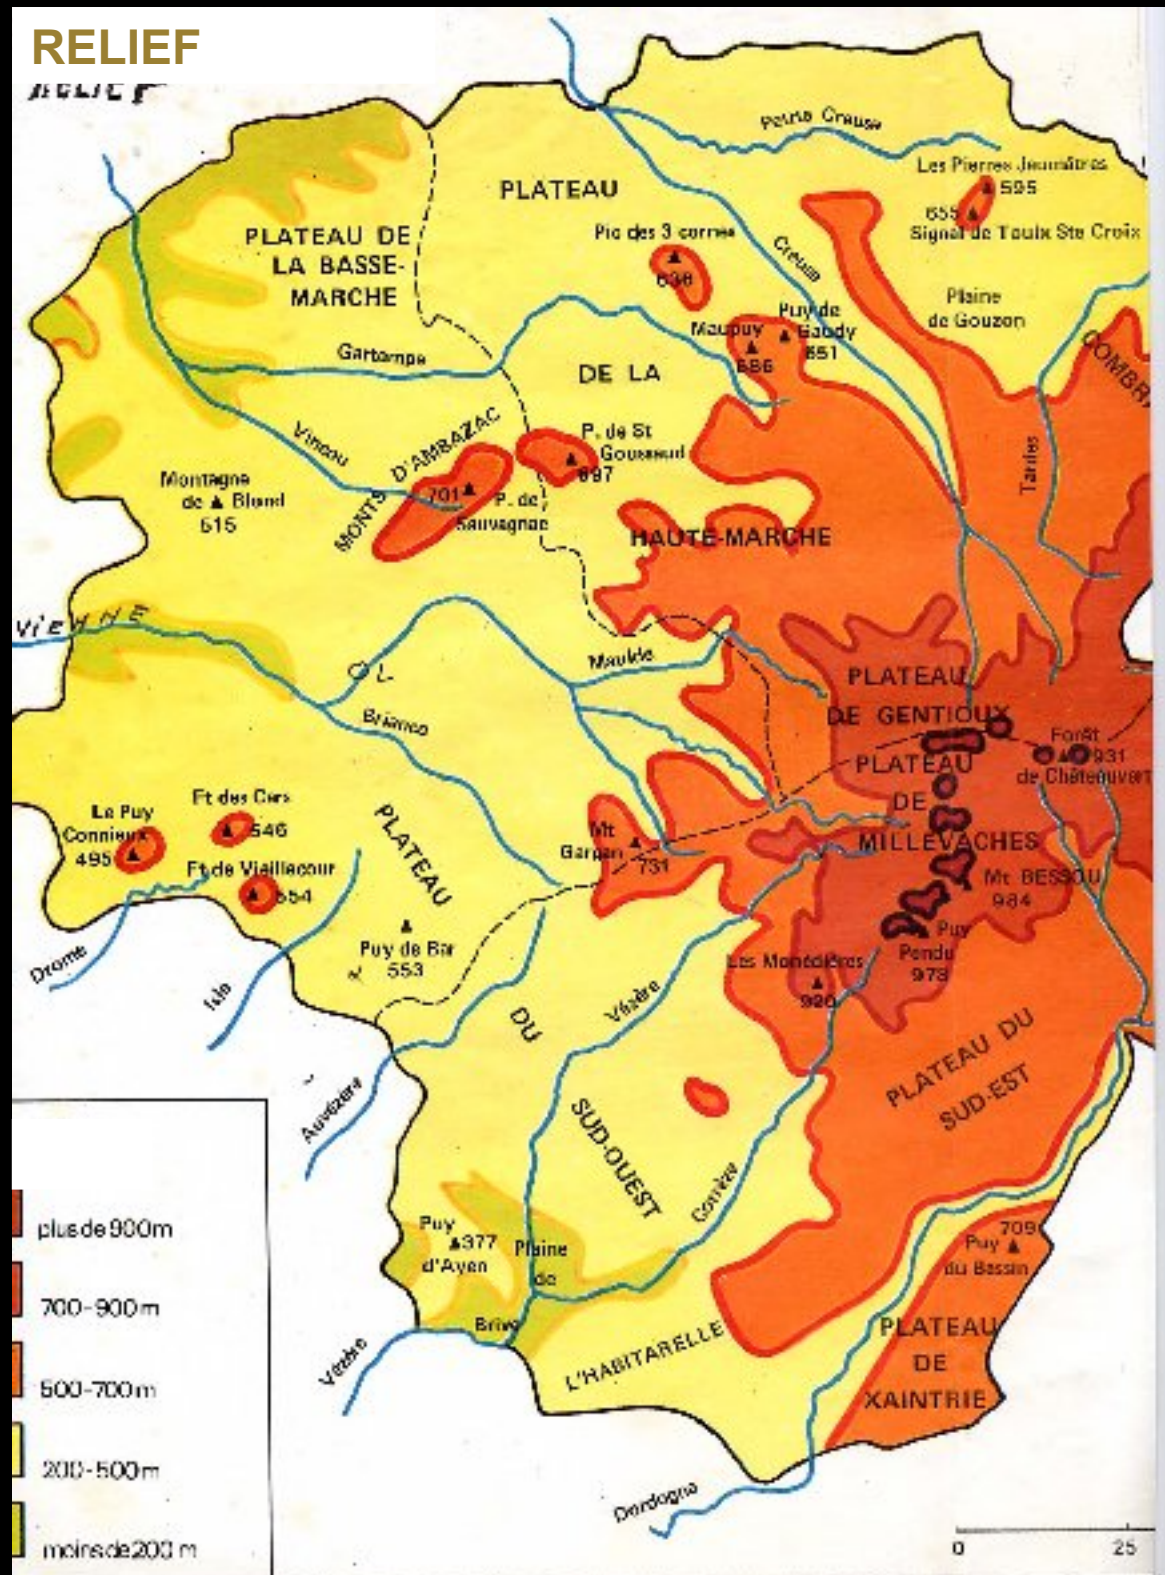 RELIEF
RELIEF
Petite Creuse
Les Pierres Jaumâtres
595
655
Signal de Toulx Ste Croix
PLATEAU
Pic des 3 cornes
636
Creuse
PLATEAU DE
LA BASSE-
MARCHE
Plaine
de Gouzon
Puy de
Gaudy
651
Maupuy
686
COMBR
Gartempe
DE LA
Vincou
MONTS D'AMBAZAC
P. de St
Goussaud
697
Tardes
Montagne
de Blond
515
701
P. de
Sauvagnac
HAUTE-MARCHE
VIENNE
Maulde
PLATEAU
DE GENTIOUX
Briance
Forêt
931
de Châteauvert
PLATEAU
DE
MILLEVACHES
Ft des Cars
546
Le Puy
Connieux
495
PLATEAU
Mt
Gargan
731
Ft de Vieillecour
554
Mt BESSOU
984
Puy
Pendu
973
Puy de Bar
553
Drome
Isle
Les Monédières
920
Vézère
DU
PLATEAU DU
SUD-EST
Auvézère
SUD-OUEST
Corrèze
plus de 900m
Puy
377
d'Ayen
Plaine
de
Brive
709
Puy
du Bassin
700-900m
Vézère
L'HABITARELLE
PLATEAU
DE
XAINTRIE
500-700m
200-500m
Dordogne
moins de 200 m
0
25